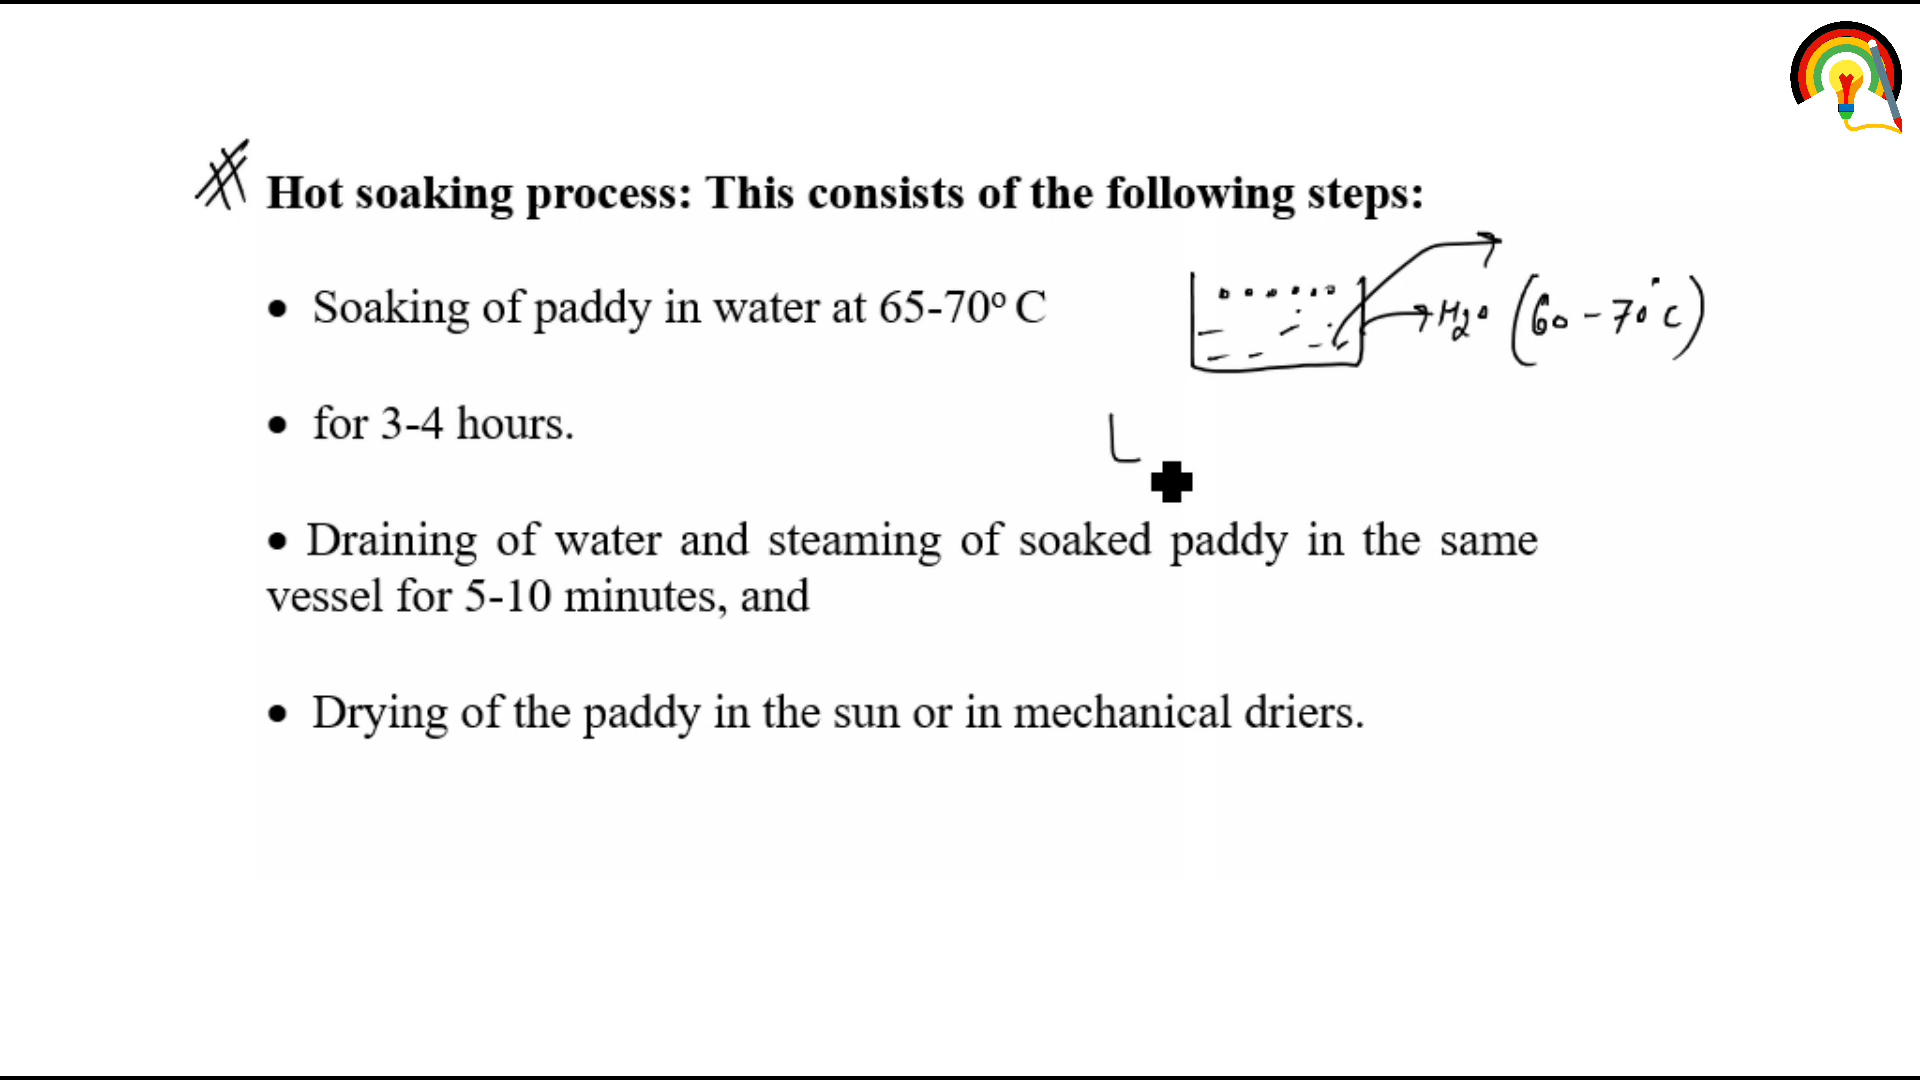 Hot soaking process: This consists of the following steps:
• Soaking of paddy in water at 65-70º C
H2O (60-70°C)
• for 3-4 hours.
• Draining of water and steaming of soaked paddy in the same
vessel for 5-10 minutes, and
• Drying of the paddy in the sun or in mechanical driers.